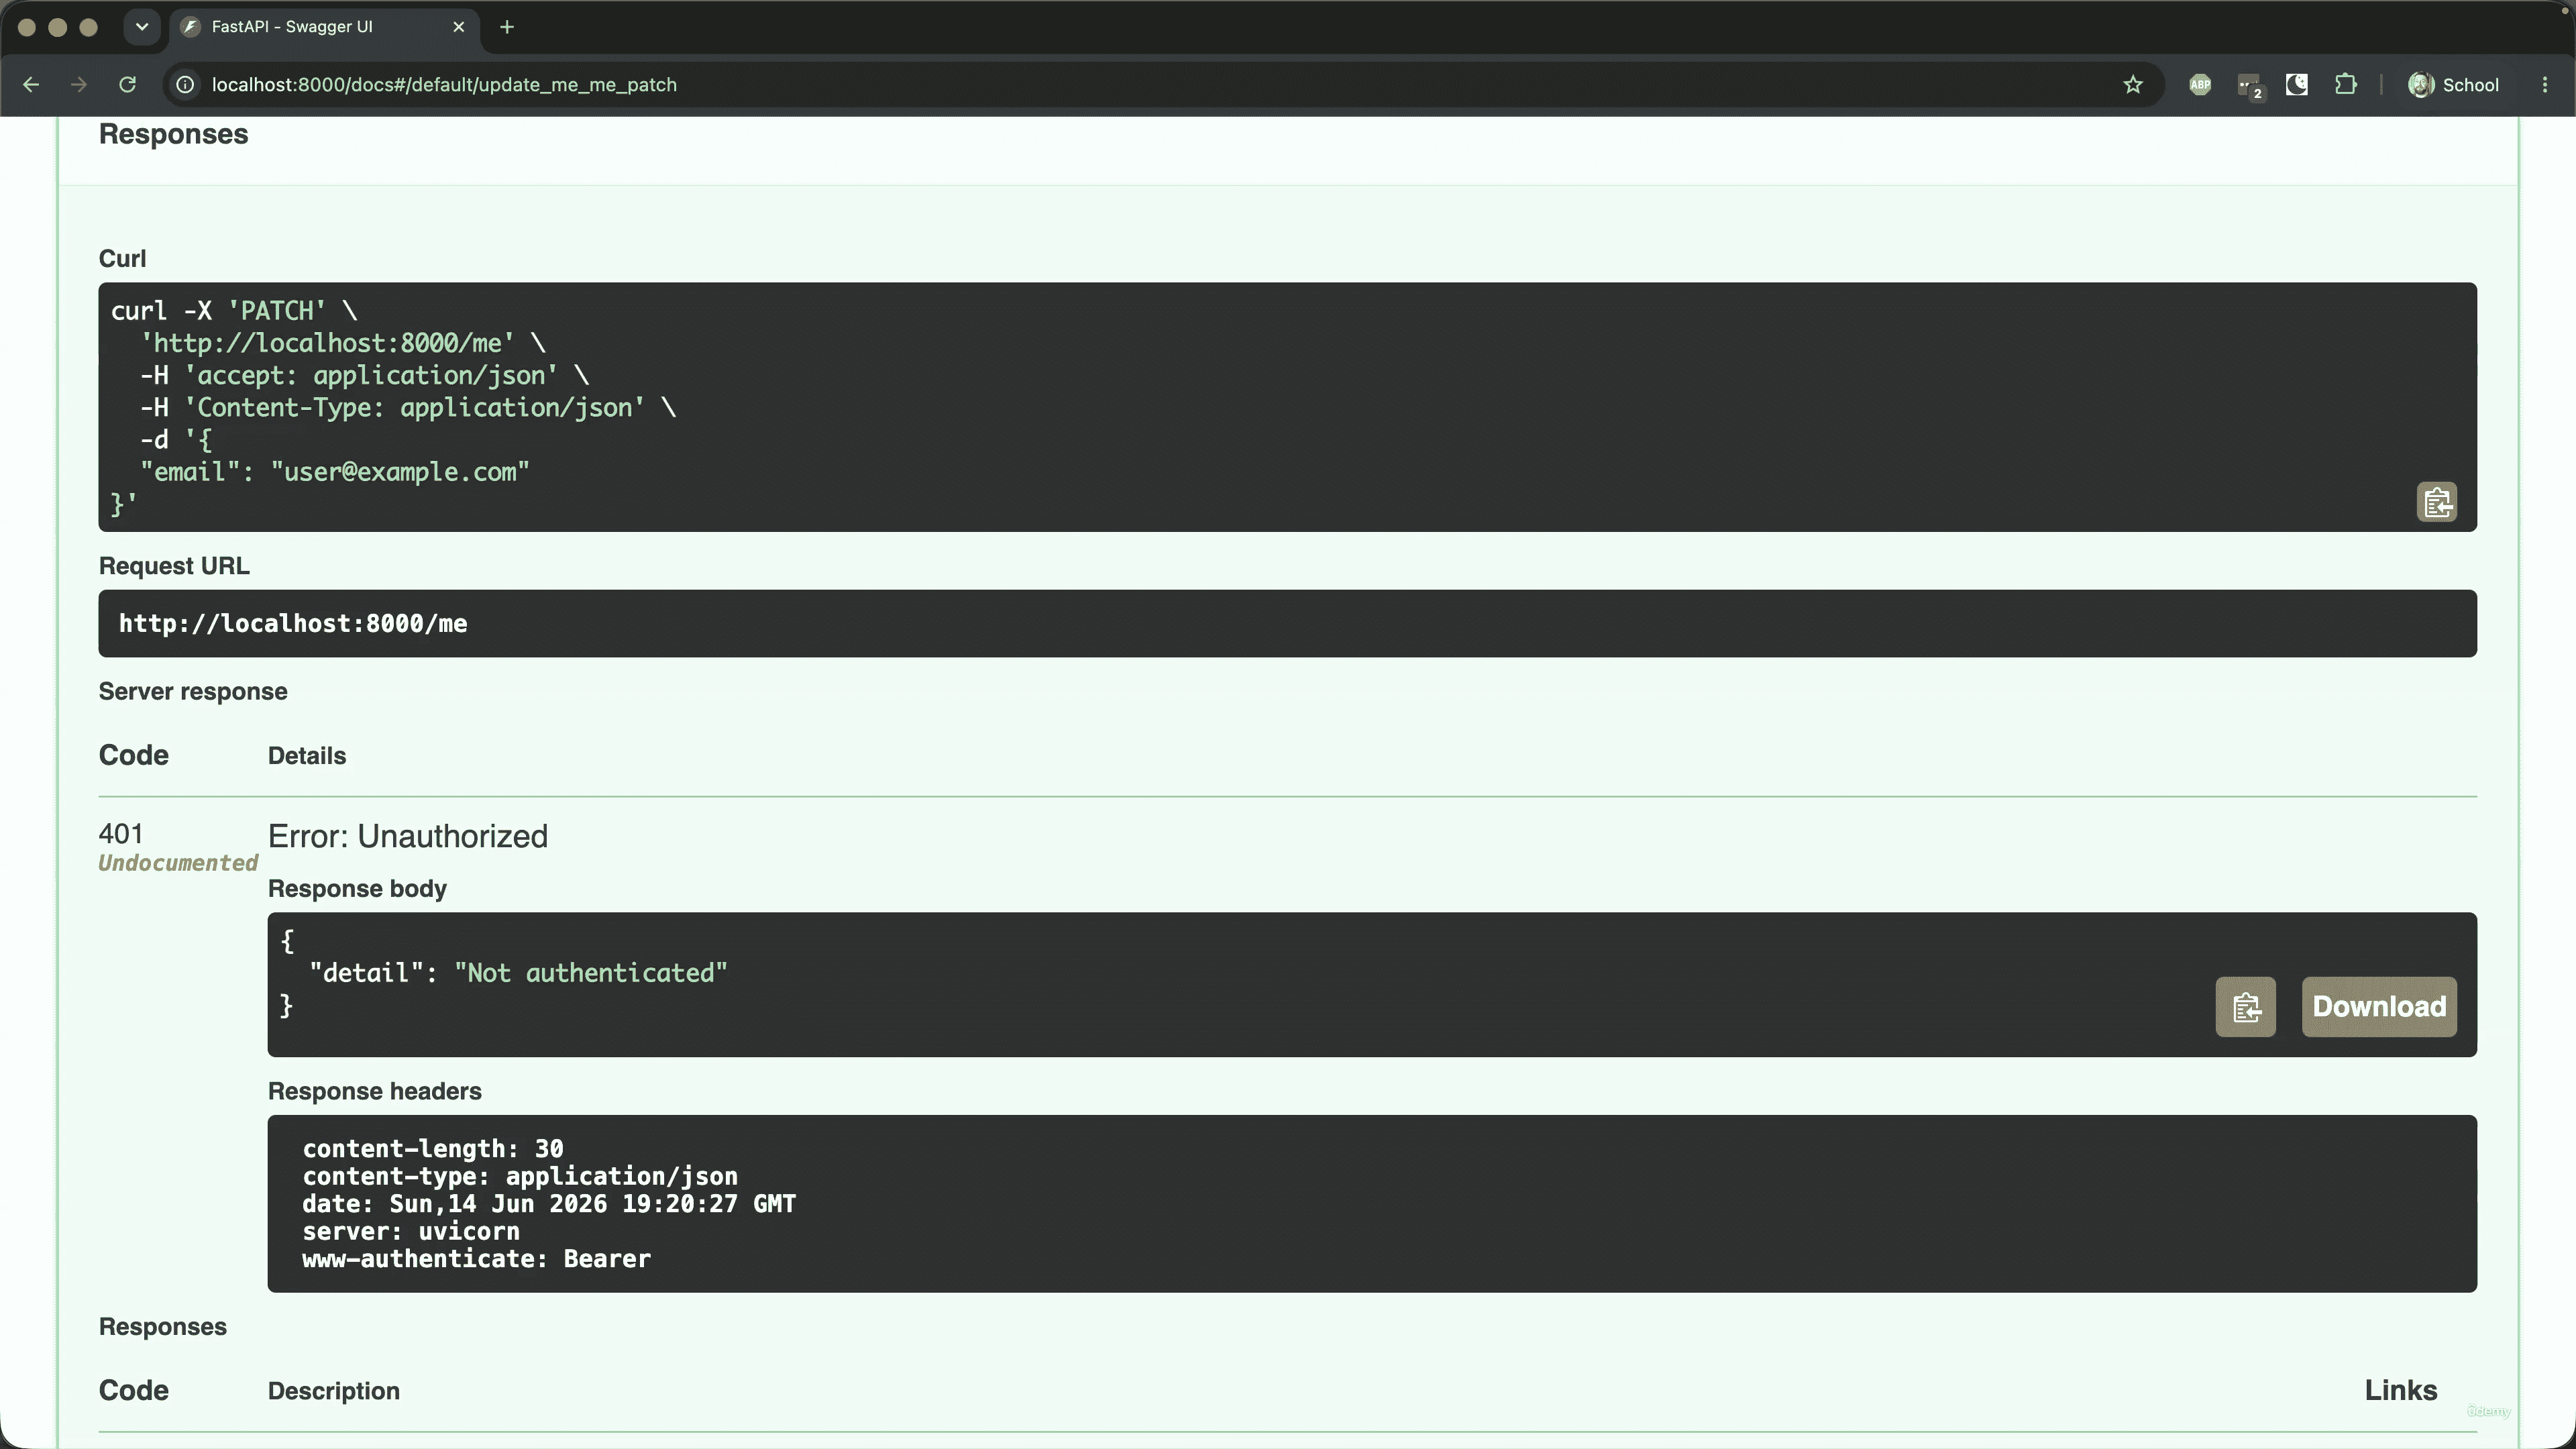 FastAPI - Swagger UI
localhost:8000/docs#/default/update_me_me_patch
ABP
2
School
Responses
Curl
curl -X 'PATCH' \
'http://localhost:8000/me' \
-H 'accept: application/json' \
-H 'Content-Type: application/json' \
-d '{
"email": "user@example.com"
}'
Request URL
http://localhost:8000/me
Server response
Code Details
401 Error: Unauthorized
Undocumented
Response body
{
"detail": "Not authenticated"
}
Download
Response headers
content-length: 30
content-type: application/json
date: Sun,14 Jun 2026 19:20:27 GMT
server: uvicorn
www-authenticate: Bearer
Responses
Code Description Links
ûdemy